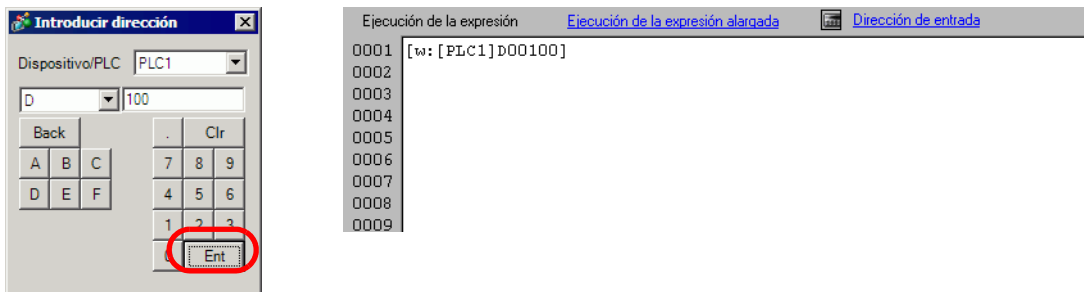 Introducir dirección
Dispositivo/PLC PLC1
D 100
Back . Clr
A B C 7 8 9
D E F 4 5 6
1 2 3
Ent
Ejecución de la expresión Ejecución de la expresión alargada Dirección de entrada
0001 [w:[PLC1]D00100]
0002
0003
0004
0005
0006
0007
0008
0009